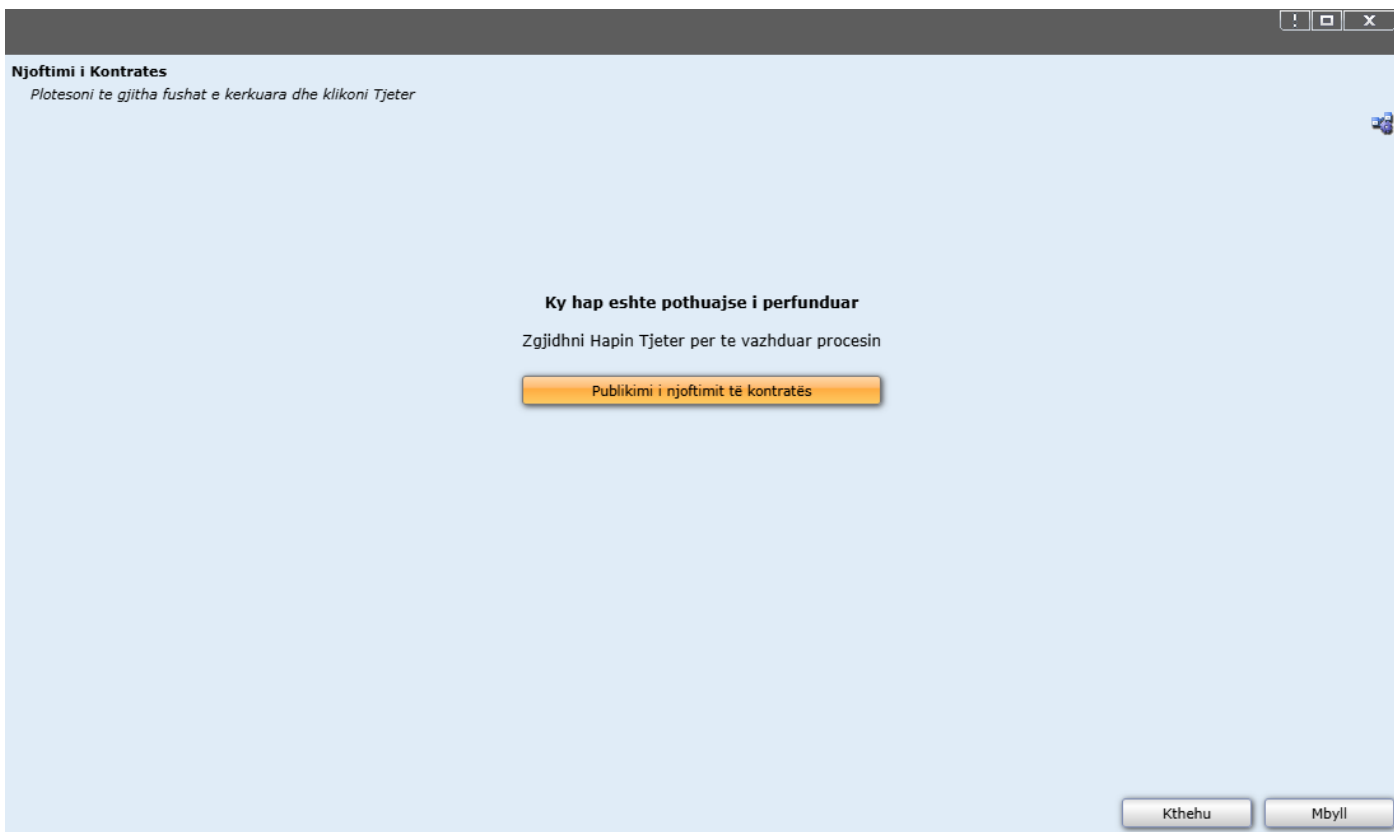 Njoftimi i Kontrates
Plotesoni te gjitha fushat e kerkuara dhe klikoni Tjeter
Ky hap eshte pothuajse i perfunduar
Zgjidhni Hapin Tjeter per te vazhduar procesin
Publikimi i njoftimit të kontratës
Kthehu
Mbyll